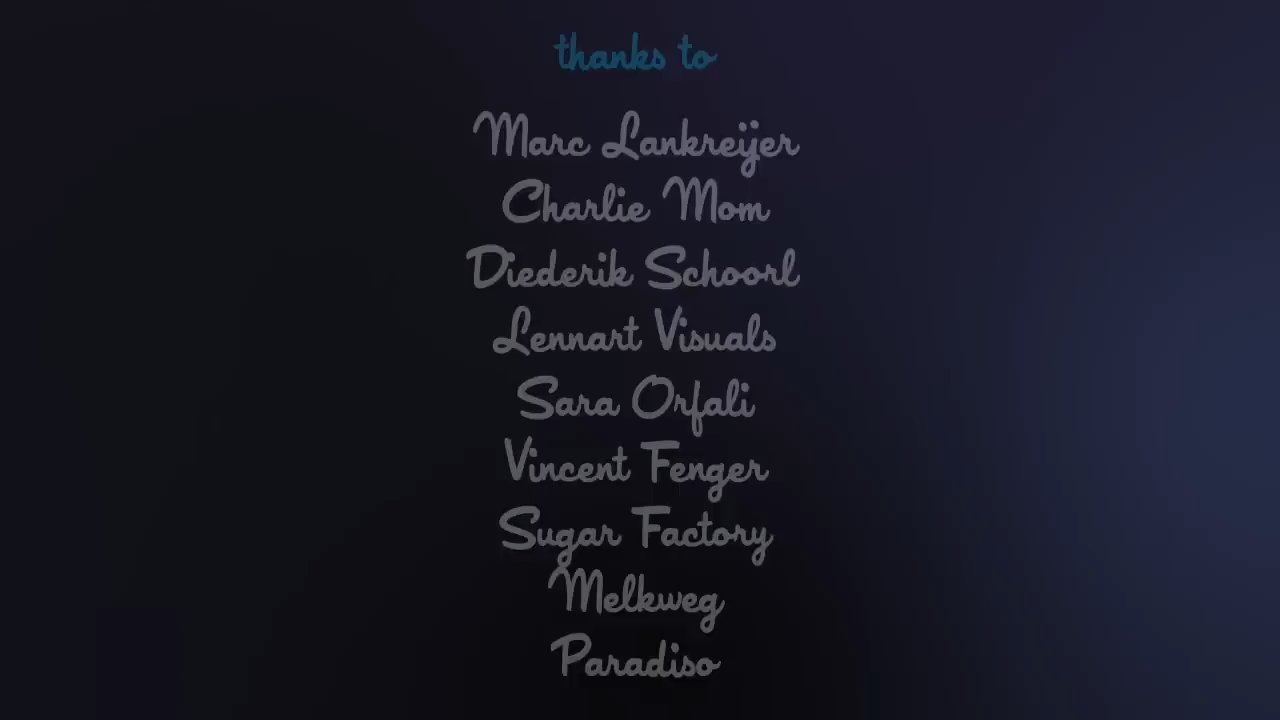 thanks to
Marc Lankreijer
Charlie Mom
Diederik Schoorl
Lennart Visuals
Sara Orfali
Vincent Fenger
Sugar Factory
Melkweg
Paradiso